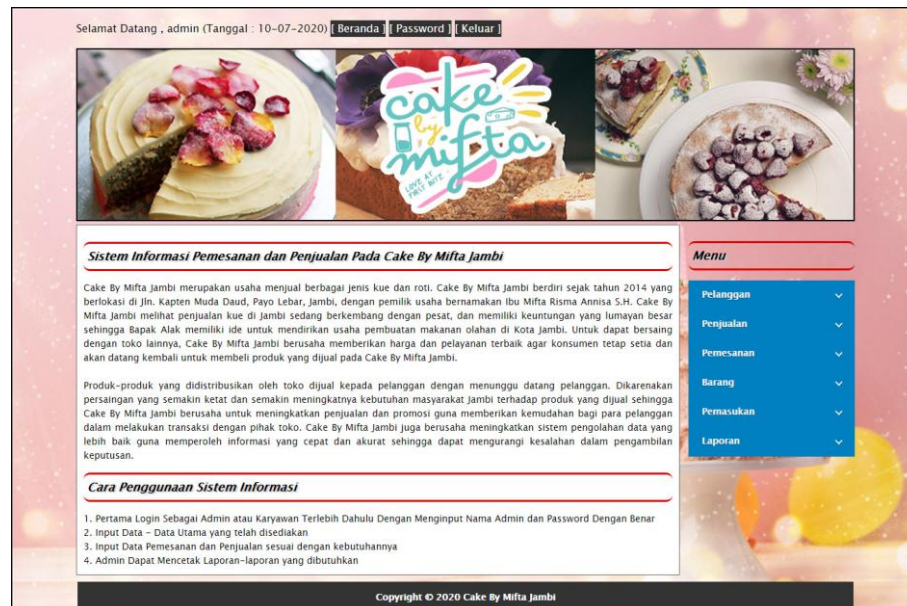 Selamat Datang , admin (Tanggal : 10-07-2020) [ Beranda ] [ Password ] [ Keluar ]
cake
by
mifta
LOVE AT
FIRST BITE
Sistem Informasi Pemesanan dan Penjualan Pada Cake By Mifta Jambi
Cake By Mifta Jambi merupakan usaha menjual berbagai jenis kue dan roti. Cake By Mifta Jambi berdiri sejak tahun 2014 yang
berlokasi di Jln. Kapten Muda Daud, Payo Lebar, Jambi, dengan pemilik usaha bernamakan Ibu Mifta Risma Annisa S.H. Cake By
Mifta Jambi melihat penjualan kue di Jambi sedang berkembang dengan pesat, dan memiliki keuntungan yang lumayan besar
sehingga Bapak Alak memiliki ide untuk mendirikan usaha pembuatan makanan olahan di Kota Jambi. Untuk dapat bersaing
dengan toko lainnya, Cake By Mifta Jambi berusaha memberikan harga dan pelayanan terbaik agar konsumen tetap setia dan
akan datang kembali untuk membeli produk yang dijual pada Cake By Mifta Jambi.
Produk-produk yang didistribusikan oleh toko dijual kepada pelanggan dengan menunggu datang pelanggan. Dikarenakan
persaingan yang semakin ketat dan semakin meningkatnya kebutuhan masyarakat Jambi terhadap produk yang dijual sehingga
Cake By Mifta Jambi berusaha untuk meningkatkan penjualan dan promosi guna memberikan kemudahan bagi para pelanggan
dalam melakukan transaksi dengan pihak toko. Cake By Mifta Jambi juga berusaha meningkatkan sistem pengolahan data yang
lebih baik guna memperoleh informasi yang cepat dan akurat sehingga dapat mengurangi kesalahan dalam pengambilan
keputusan.
Cara Penggunaan Sistem Informasi
1. Pertama Login Sebagai Admin atau Karyawan Terlebih Dahulu Dengan Menginput Nama Admin dan Password Dengan Benar
2. Input Data - Data Utama yang telah disediakan
3. Input Data Pemesanan dan Penjualan sesuai dengan kebutuhannya
4. Admin Dapat Mencetak Laporan-laporan yang dibutuhkan
Menu
Pelanggan
Penjualan
Pemesanan
Barang
Pemasukan
Laporan
Copyright © 2020 Cake By Mifta Jambi